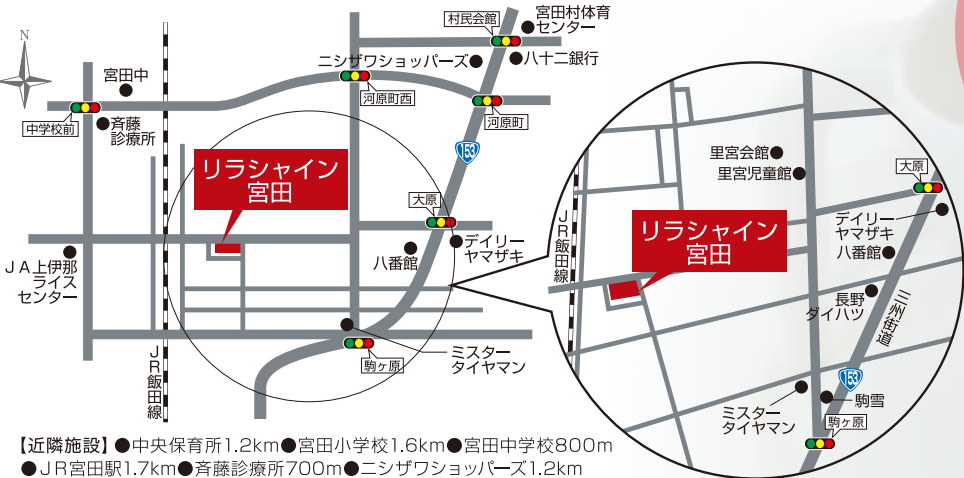 N
村民会館
宮田村体育
センター
ニシザワショッパーズ●
●八十二銀行
宮田中
河原町西
河原町
中学校前
斉藤
診療所
153
リラシャイン
宮田
大原
デイリー
ヤマザキ
八番館
JA上伊那
ライス
センター
ミスター
タイヤマン
駒ヶ原
JR飯田線
里宮会館●
里宮児童館●
大原
JR飯田線
リラシャイン
宮田
デイリー
ヤマザキ
八番館●
長野
ダイハツ
三州街道
153
駒雪
ミスター
タイヤマン
駒ヶ原
【近隣施設】●中央保育所1.2km●宮田小学校1.6km●宮田中学校800m
●JR宮田駅1.7km●斉藤診療所700m●ニシザワショッパーズ1.2km